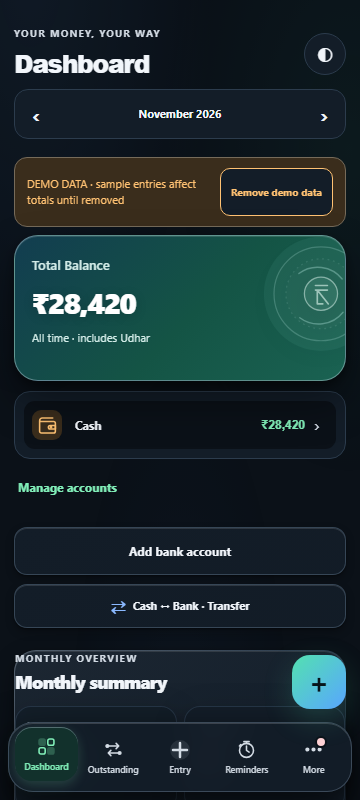 YOUR MONEY, YOUR WAY
Dashboard
‹ November 2026 ›
DEMO DATA · sample entries affect
totals until removed
Remove demo data
Total Balance
₹28,420
All time · includes Udhar
Cash ₹28,420 ›
Manage accounts
Add bank account
Cash ↔ Bank · Transfer
MONTHLY OVERVIEW
Monthly summary
+
Dashboard Outstanding Entry Reminders More